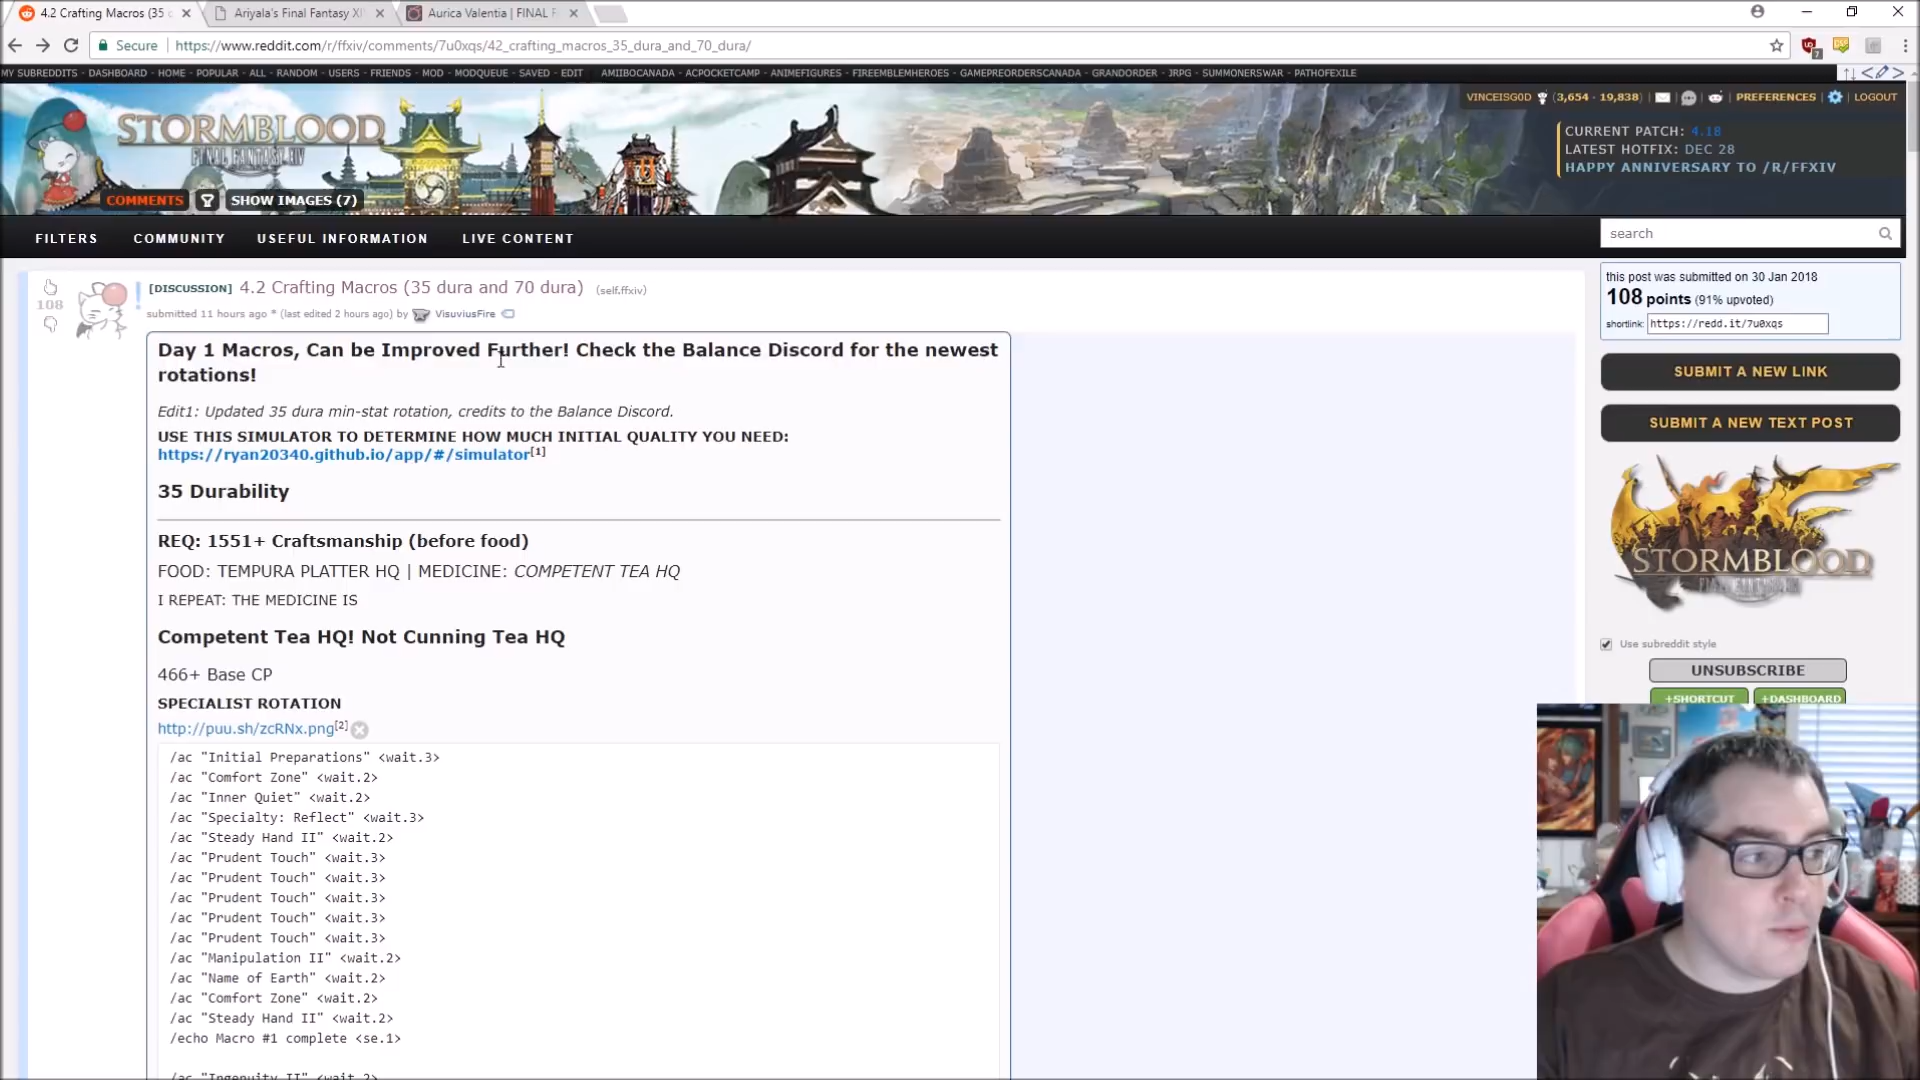 4.2 Crafting Macros (35
Ariyala's Final Fantasy XI
Aurica Valentia | FINAL F
Secure https://www.reddit.com/r/ffxiv/comments/7u0xqs/42_crafting_macros_35_dura_and_70_dura/
MY SUBREDDITS - DASHBOARD - HOME - POPULAR - ALL - RANDOM - USERS - FRIENDS - MOD - MODQUEUE - SAVED - EDIT AMIIBOCANADA - ACPOCKETCAMP - ANIMEFIGURES - FIREEMBLEMHEROES - GAMEPREORDERSCANADA - GRANDORDER - JRPG - SUMMONERSWAR - PATHOFEXILE
VINCEISG0D (3,654 · 19,838) PREFERENCES LOGOUT
STORMBLOOD
FINAL FANTASY XIV
CURRENT PATCH: 4.18
LATEST HOTFIX: DEC 28
HAPPY ANNIVERSARY TO /R/FFXIV
COMMENTS SHOW IMAGES (7)
FILTERS COMMUNITY USEFUL INFORMATION LIVE CONTENT
search
108
[DISCUSSION] 4.2 Crafting Macros (35 dura and 70 dura) (self.ffxiv)
submitted 11 hours ago * (last edited 2 hours ago) by VisuviusFire
Day 1 Macros, Can be Improved Further! Check the Balance Discord for the newest
rotations!
Edit1: Updated 35 dura min-stat rotation, credits to the Balance Discord.
USE THIS SIMULATOR TO DETERMINE HOW MUCH INITIAL QUALITY YOU NEED:
https://ryan20340.github.io/app/#/simulator[1]
35 Durability
REQ: 1551+ Craftsmanship (before food)
FOOD: TEMPURA PLATTER HQ | MEDICINE: COMPETENT TEA HQ
I REPEAT: THE MEDICINE IS
Competent Tea HQ! Not Cunning Tea HQ
466+ Base CP
SPECIALIST ROTATION
http://puu.sh/zcRNx.png[2]
/ac "Initial Preparations" <wait.3>
/ac "Comfort Zone" <wait.2>
/ac "Inner Quiet" <wait.2>
/ac "Specialty: Reflect" <wait.3>
/ac "Steady Hand II" <wait.2>
/ac "Prudent Touch" <wait.3>
/ac "Prudent Touch" <wait.3>
/ac "Prudent Touch" <wait.3>
/ac "Prudent Touch" <wait.3>
/ac "Prudent Touch" <wait.3>
/ac "Manipulation II" <wait.2>
/ac "Name of Earth" <wait.2>
/ac "Comfort Zone" <wait.2>
/ac "Steady Hand II" <wait.2>
/echo Macro #1 complete <se.1>
/ac "Ingenuity II" <wait.2>
this post was submitted on 30 Jan 2018
108 points (91% upvoted)
shortlink: https://redd.it/7u0xqs
SUBMIT A NEW LINK
SUBMIT A NEW TEXT POST
STORMBLOOD
FINAL FANTASY XIV
Use subreddit style
UNSUBSCRIBE
+SHORTCUT +DASHBOARD